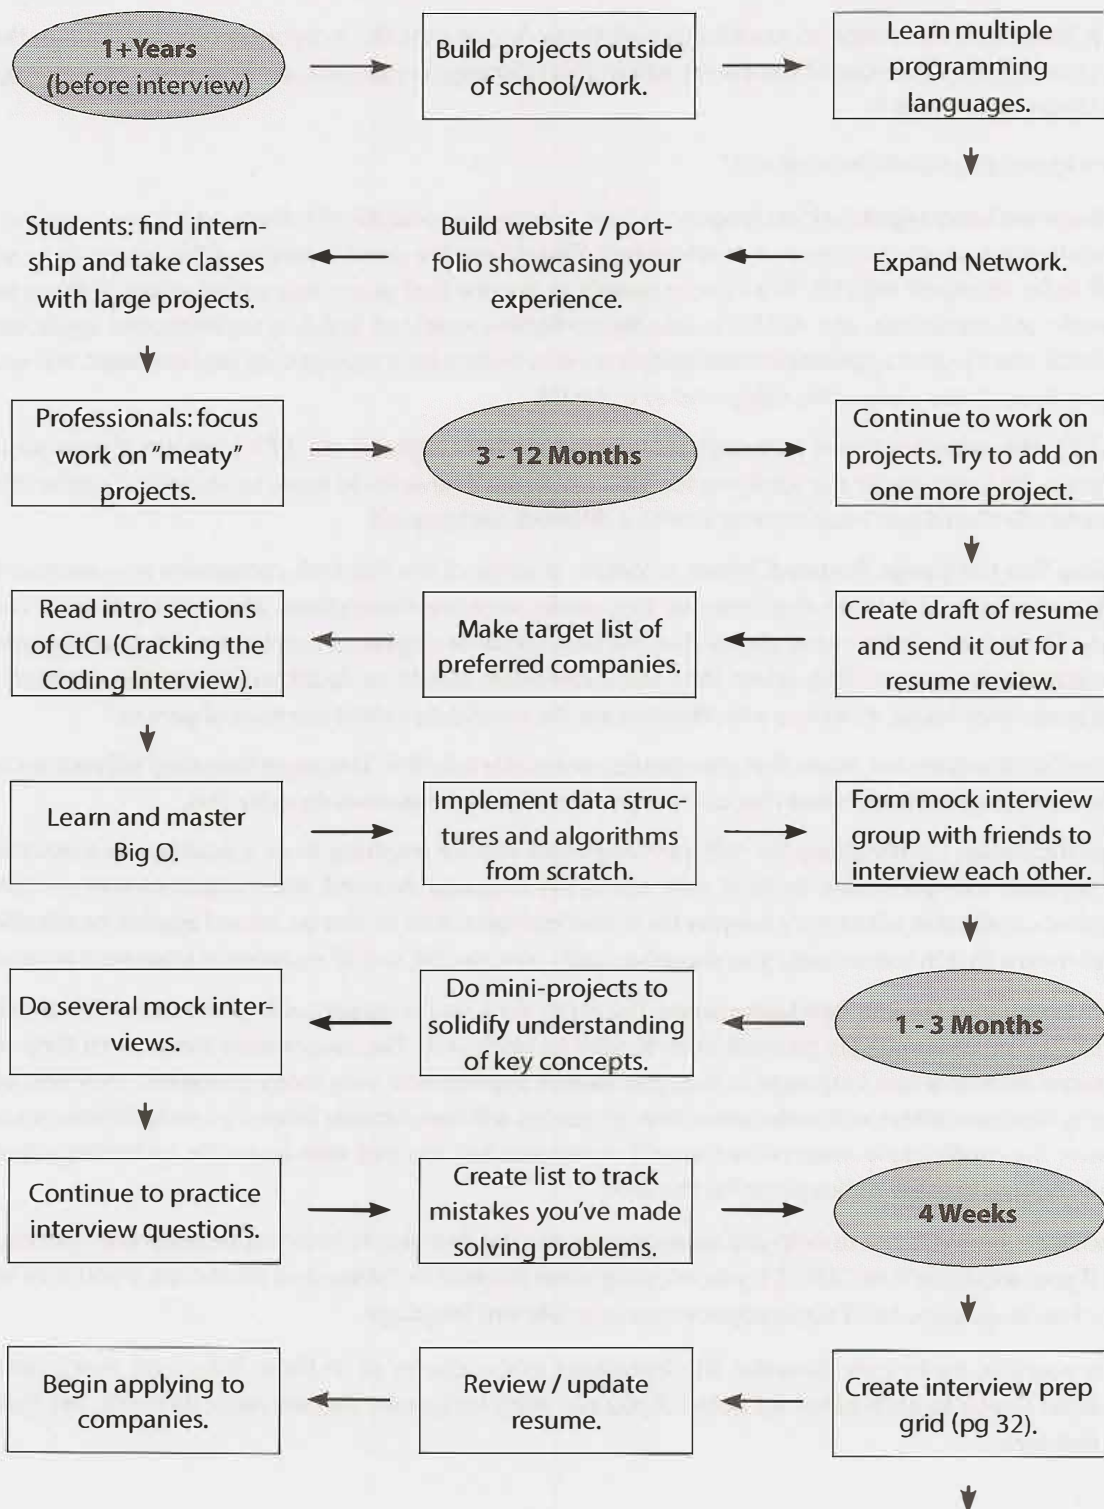 1+Years
(before interview)
Build projects outside
of school/work.
Learn multiple
programming
languages.
Expand Network.
Build website / port-
folio showcasing your
experience.
Students: find intern-
ship and take classes
with large projects.
Professionals: focus
work on "meaty"
projects.
3 - 12 Months
Continue to work on
projects. Try to add on
one more project.
Create draft of resume
and send it out for a
resume review.
Make target list of
preferred companies.
Read intro sections
of CtCI (Cracking the
Coding Interview).
Learn and master
Big O.
Implement data struc-
tures and algorithms
from scratch.
Form mock interview
group with friends to
interview each other.
1 - 3 Months
Do mini-projects to
solidify understanding
of key concepts.
Do several mock inter-
views.
Continue to practice
interview questions.
Create list to track
mistakes you've made
solving problems.
4 Weeks
Create interview prep
grid (pg 32).
Review / update
resume.
Begin applying to
companies.